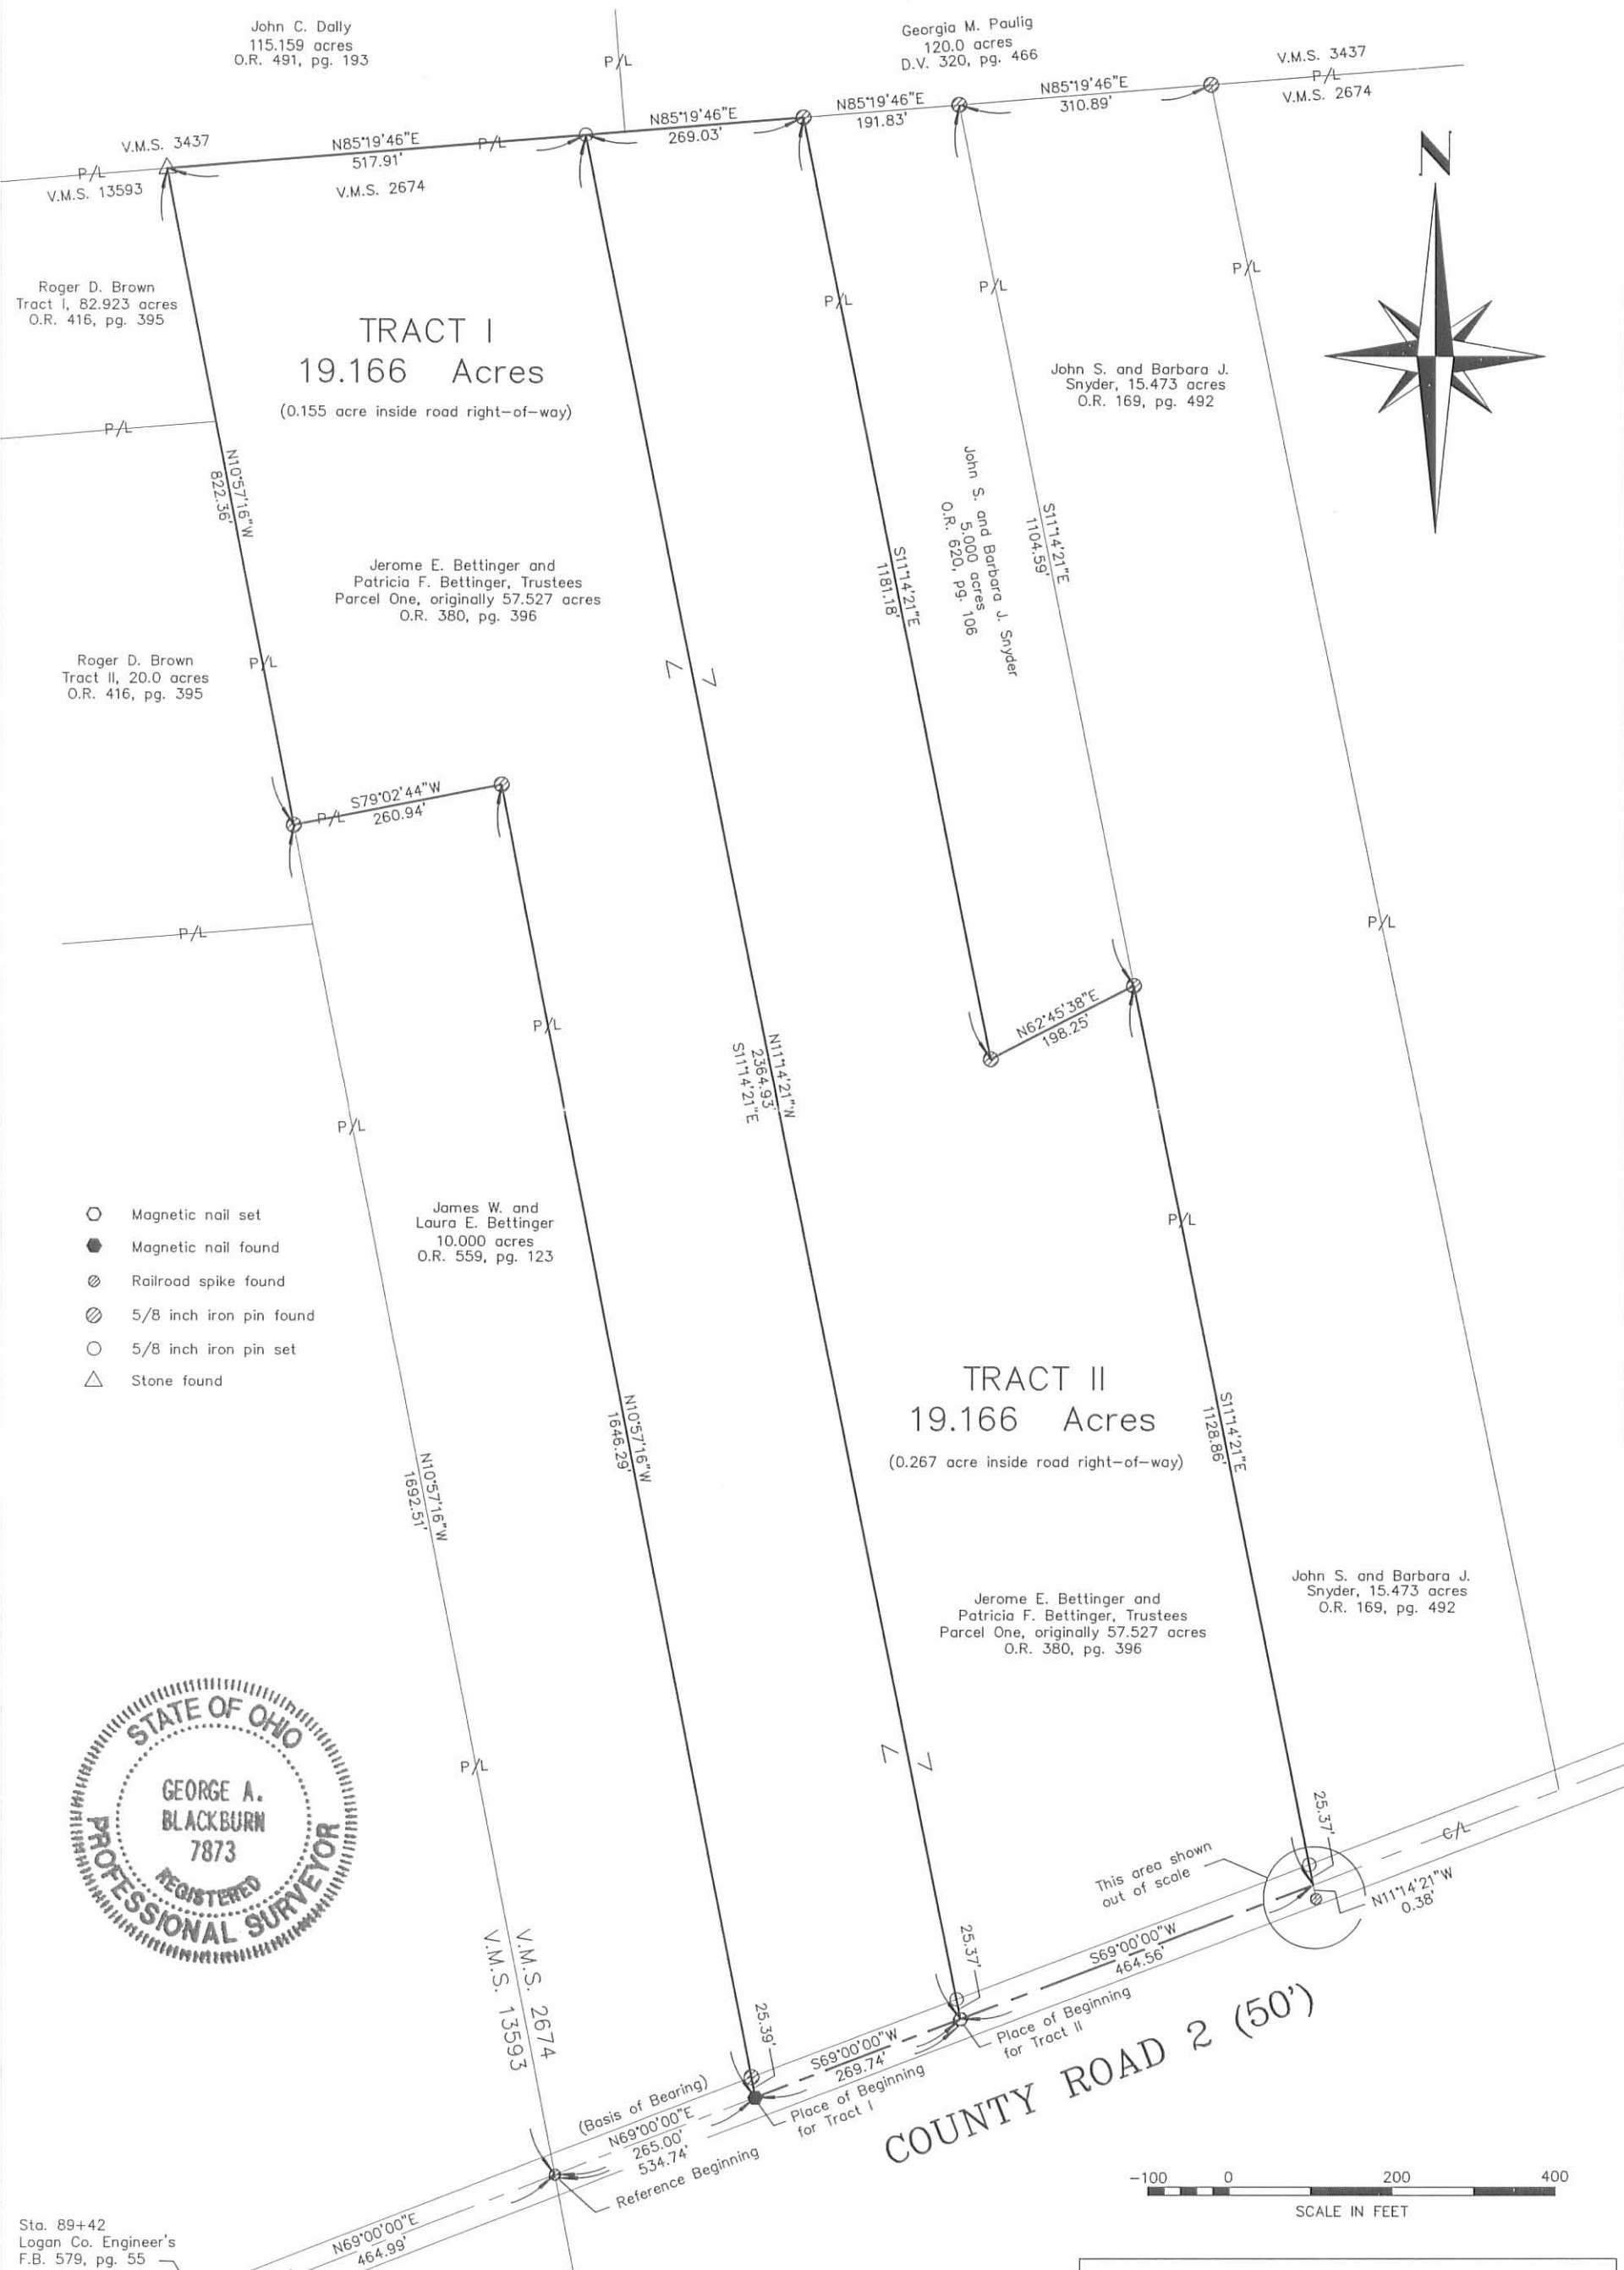 John C. Dally
115.159 acres
O.R. 491, pg. 193
P/L
Georgia M. Paulig
120.0 acres
D.V. 320, pg. 466
V.M.S. 3437
P/L
V.M.S. 2674
N85°19'46"E
310.89'
N85°19'46"E
191.83'
N85°19'46"E
269.03'
N85°19'46"E
P/L
517.91'
V.M.S. 2674
V.M.S. 3437
P/L
V.M.S. 13593
N
Roger D. Brown
Tract I, 82.923 acres
O.R. 416, pg. 395
TRACT I
19.166 Acres
(0.155 acre inside road right-of-way)
P/L
P/L
P/L
P/L
John S. and Barbara J.
Snyder, 15.473 acres
O.R. 169, pg. 492
N10°57'16"W
822.36'
John S. and Barbara J. Snyder
5.000 acres
O.R. 620, pg. 106
S11°14'21"E
1104.59'
S11°14'21"E
1181.18'
Jerome E. Bettinger and
Patricia F. Bettinger, Trustees
Parcel One, originally 57.527 acres
O.R. 380, pg. 396
Roger D. Brown
Tract II, 20.0 acres
O.R. 416, pg. 395
P/L
Z
Z
S79°02'44"W
P/L
260.94'
P/L
P/L
P/L
N62°45'38"E
198.25'
N11°14'21"W
2364.93'
S11°14'21"E
P/L
P/L
Magnetic nail set
Magnetic nail found
Railroad spike found
5/8 inch iron pin found
5/8 inch iron pin set
Stone found
James W. and
Laura E. Bettinger
10.000 acres
O.R. 559, pg. 123
TRACT II
19.166 Acres
(0.267 acre inside road right-of-way)
S11°14'21"E
1128.86'
N10°57'16"W
1646.29'
N10°57'16"W
1692.51'
Jerome E. Bettinger and
Patricia F. Bettinger, Trustees
Parcel One, originally 57.527 acres
O.R. 380, pg. 396
John S. and Barbara J.
Snyder, 15.473 acres
O.R. 169, pg. 492
STATE OF OHIO
GEORGE A.
BLACKBURN
7873
REGISTERED
PROFESSIONAL SURVEYOR
P/L
Z
Z
25.37'
C/L
This area shown
out of scale
N11°14'21"W
0.38'
S69°00'00"W
464.56'
25.37'
V.M.S. 2674
V.M.S. 13593
25.39'
S69°00'00"W
269.74'
Place of Beginning
for Tract II
Place of Beginning
for Tract I
(Basis of Bearing)
N69°00'00"E
265.00'
534.74'
Reference Beginning
COUNTY ROAD 2 (50')
-100 0 200 400
SCALE IN FEET
Sta. 89+42
Logan Co. Engineer's
F.B. 579, pg. 55
N69°00'00"E
464.99'